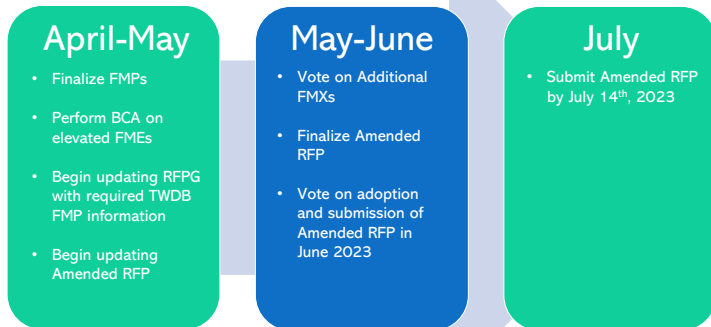 April-May
• Finalize FMPs
• Perform BCA on
elevated FMEs
• Begin updating RFPG
with required TWDB
FMP information
• Begin updating
Amended RFP
May-June
• Vote on Additional
FMXs
• Finalize Amended
RFP
• Vote on adoption
and submission of
Amended RFP in
June 2023
July
• Submit Amended RFP
by July 14th, 2023